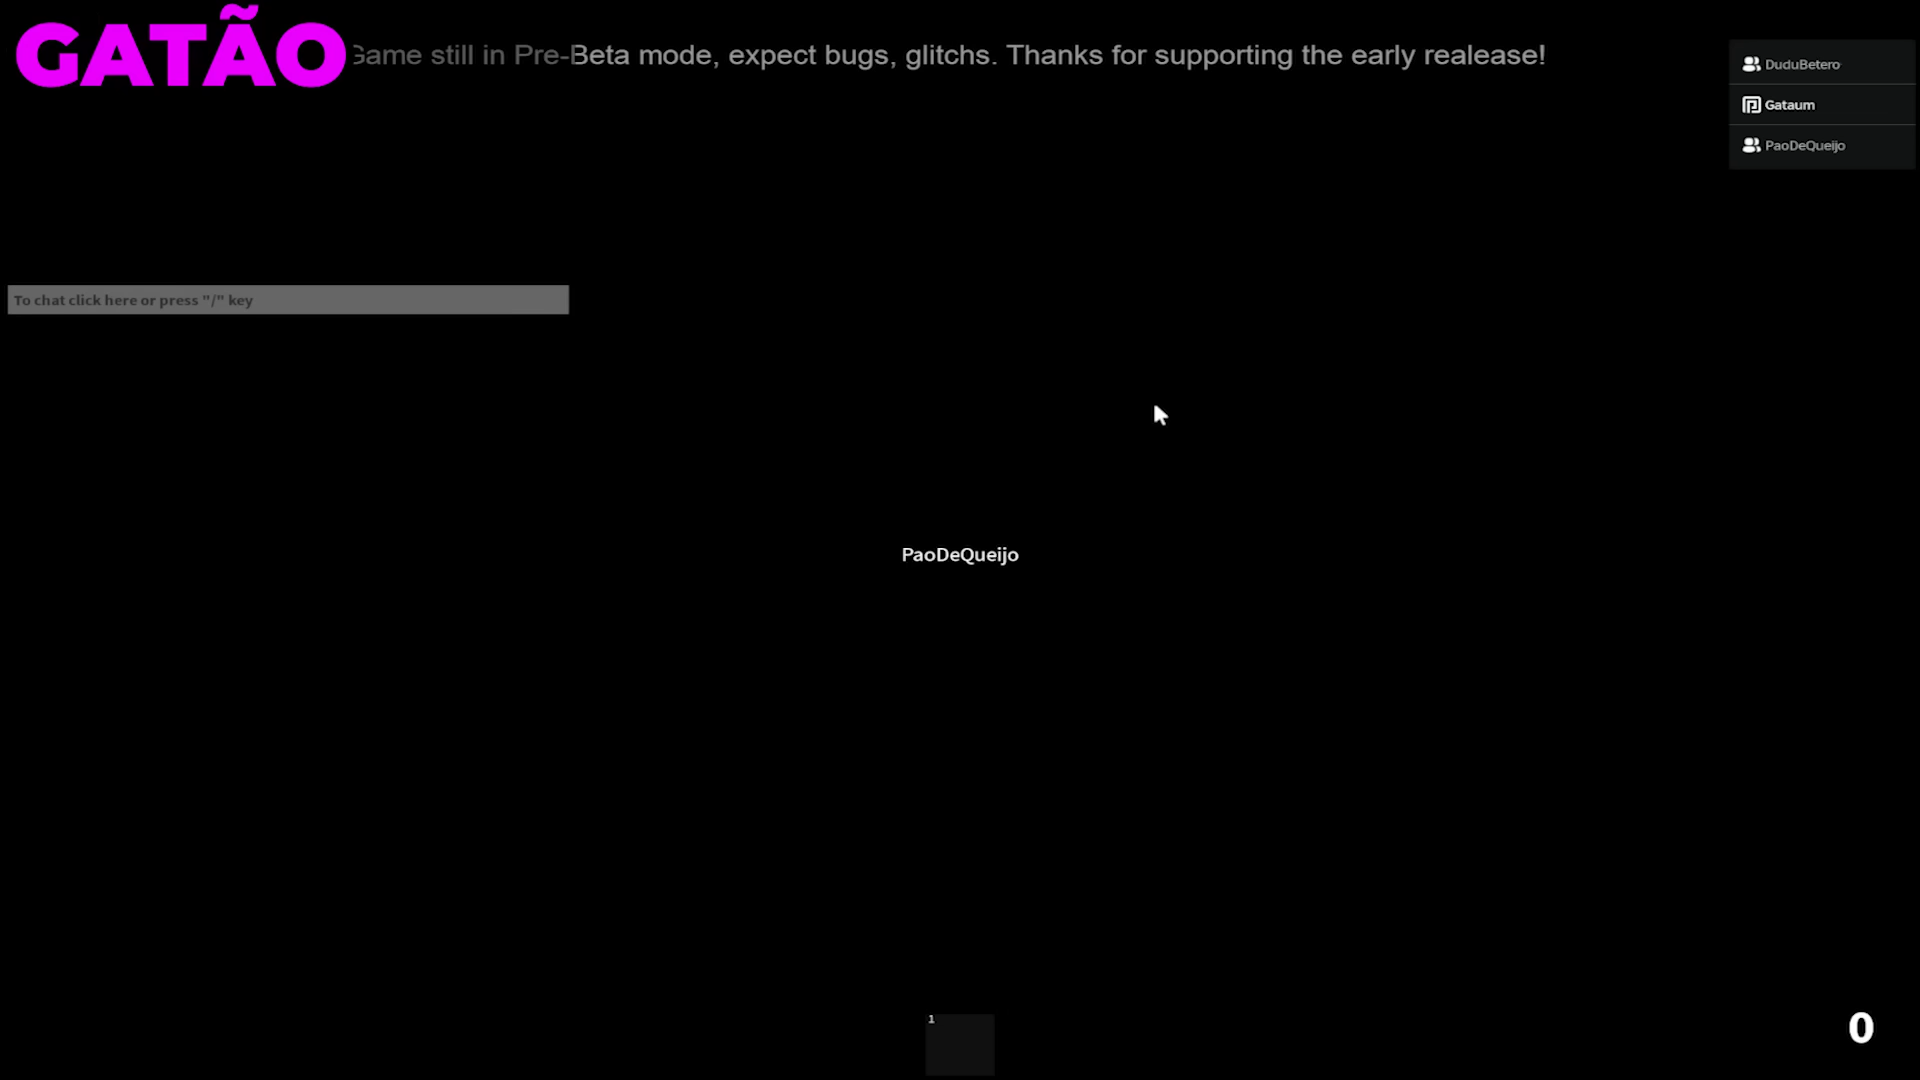 GATÃO
Game still in Pre-Beta mode, expect bugs, glitchs. Thanks for supporting the early realease!
DuduBetero
Gataum
PaoDeQueijo
To chat click here or press "/" key
PaoDeQueijo
1
0